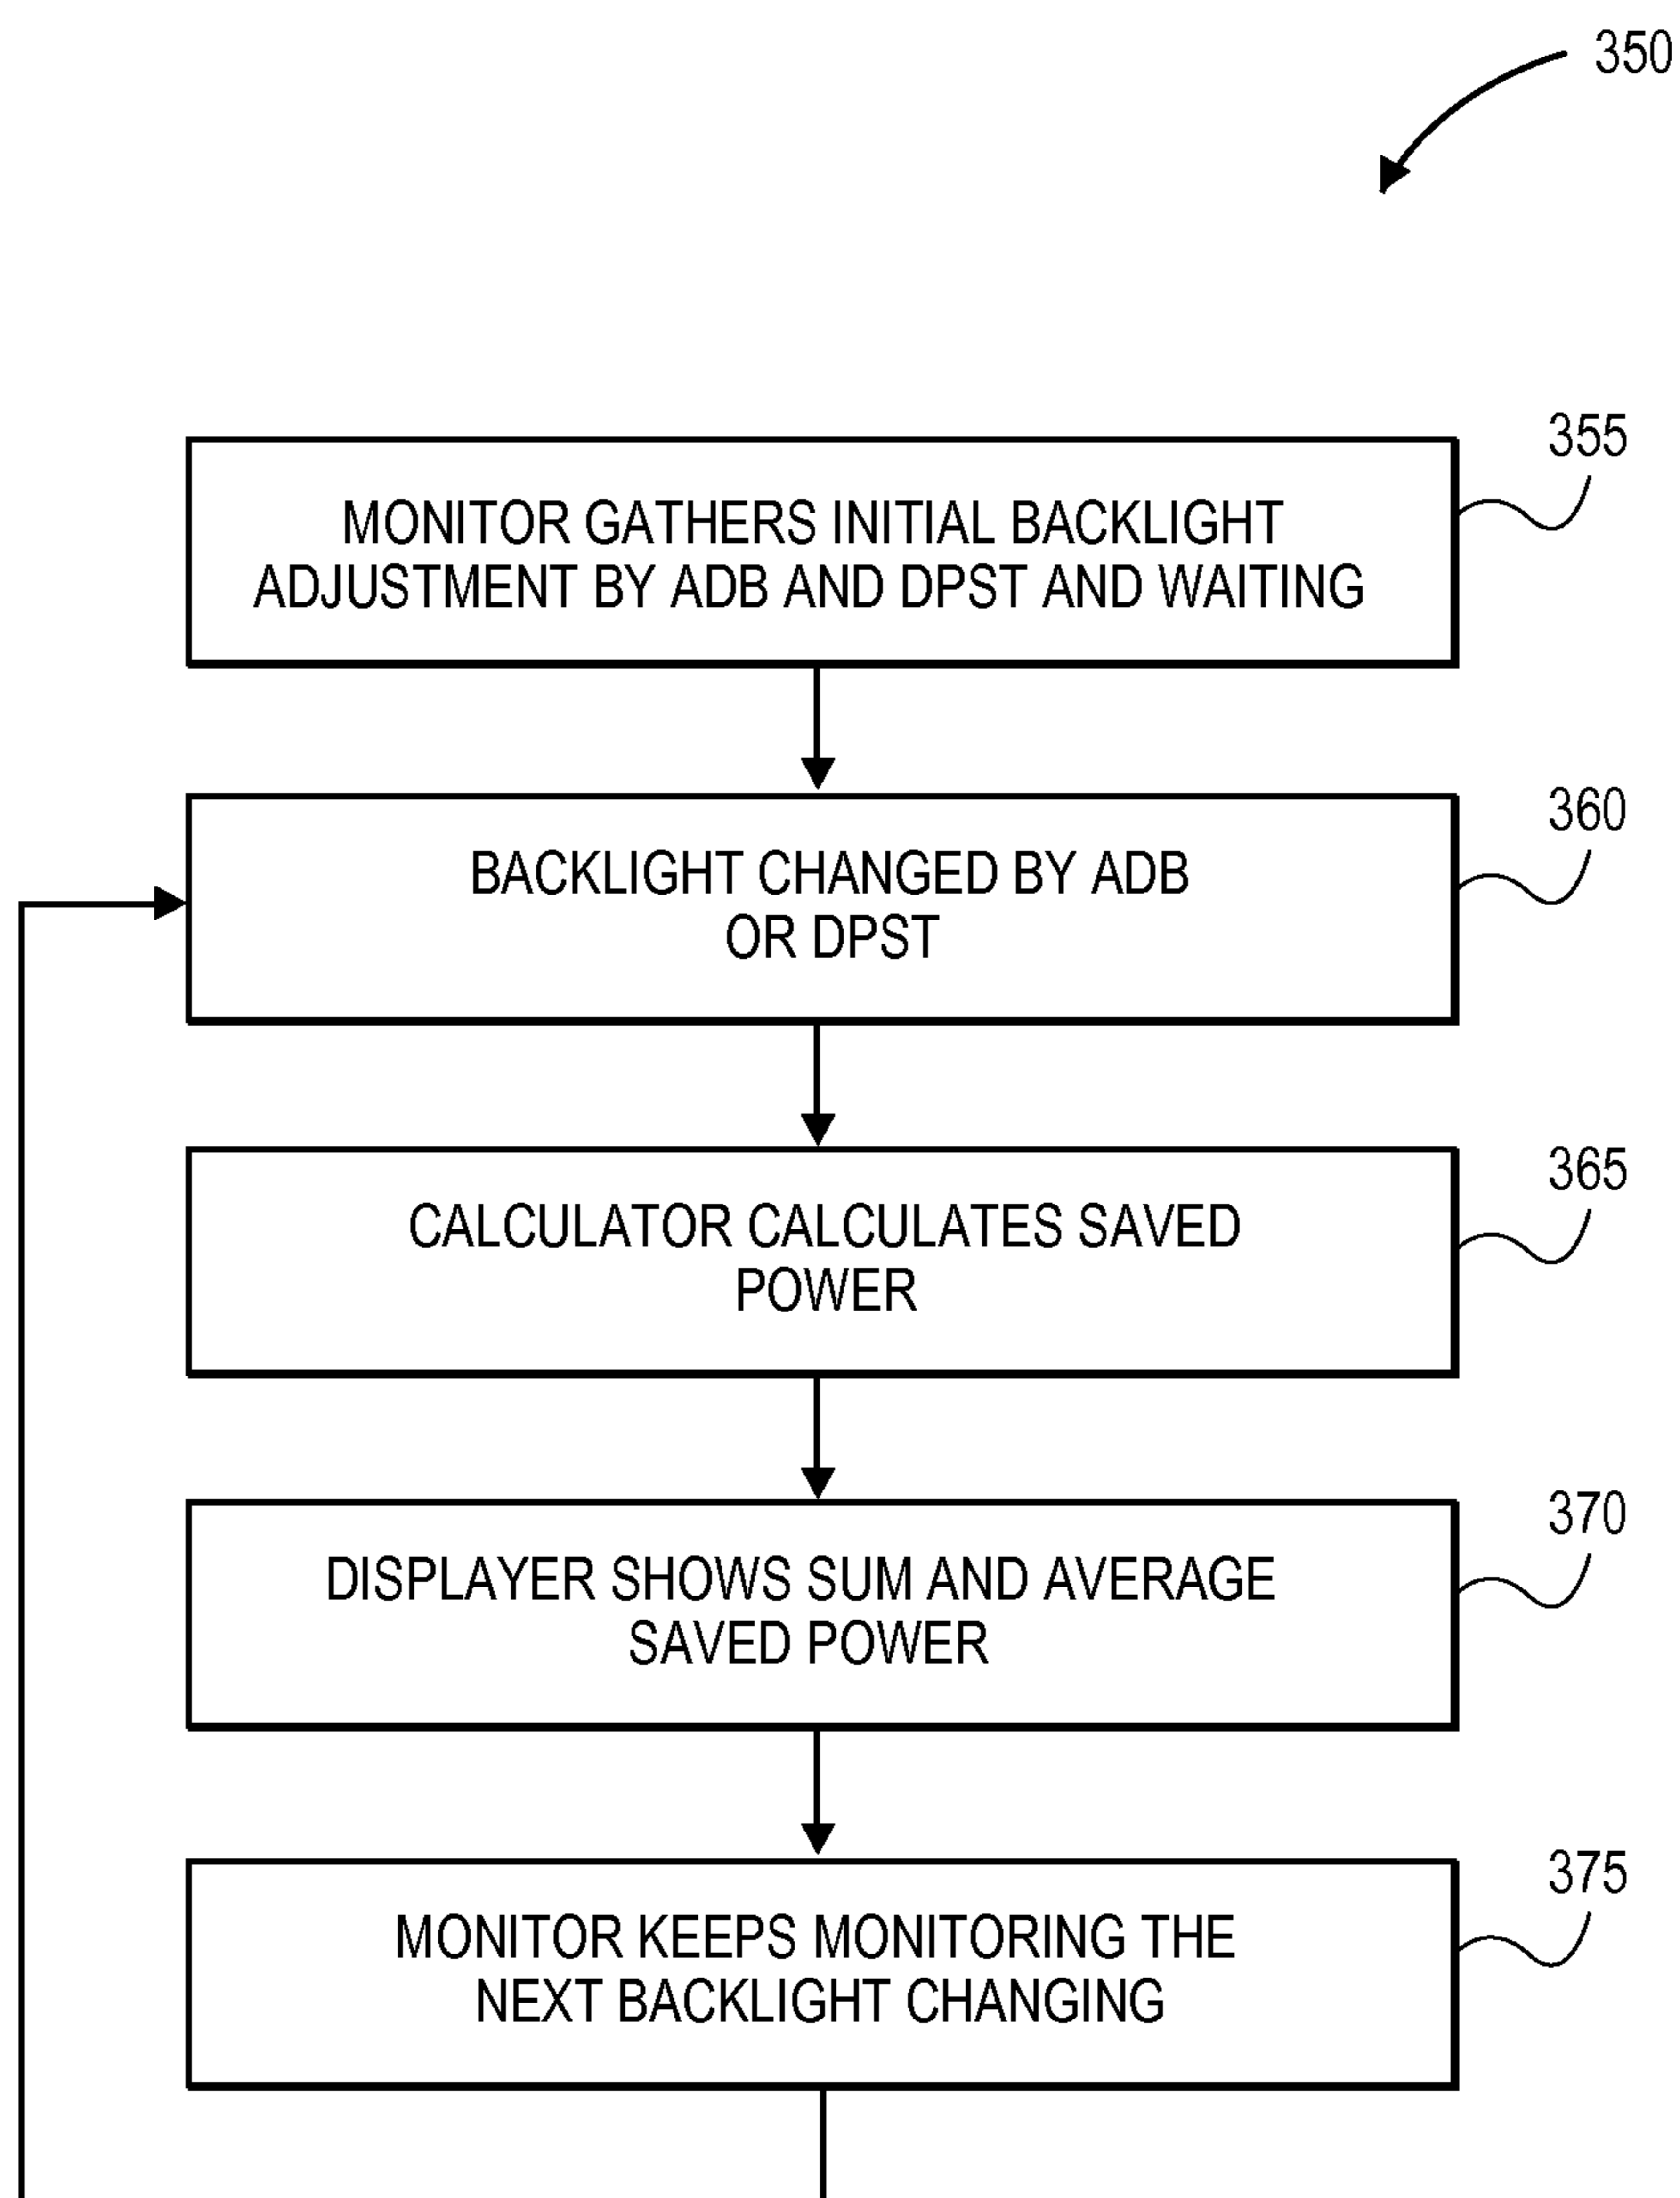 350
355
MONITOR GATHERS INITIAL BACKLIGHT
ADJUSTMENT BY ADB AND DPST AND WAITING
360
BACKLIGHT CHANGED BY ADB
OR DPST
365
CALCULATOR CALCULATES SAVED
POWER
370
DISPLAYER SHOWS SUM AND AVERAGE
SAVED POWER
375
MONITOR KEEPS MONITORING THE
NEXT BACKLIGHT CHANGING